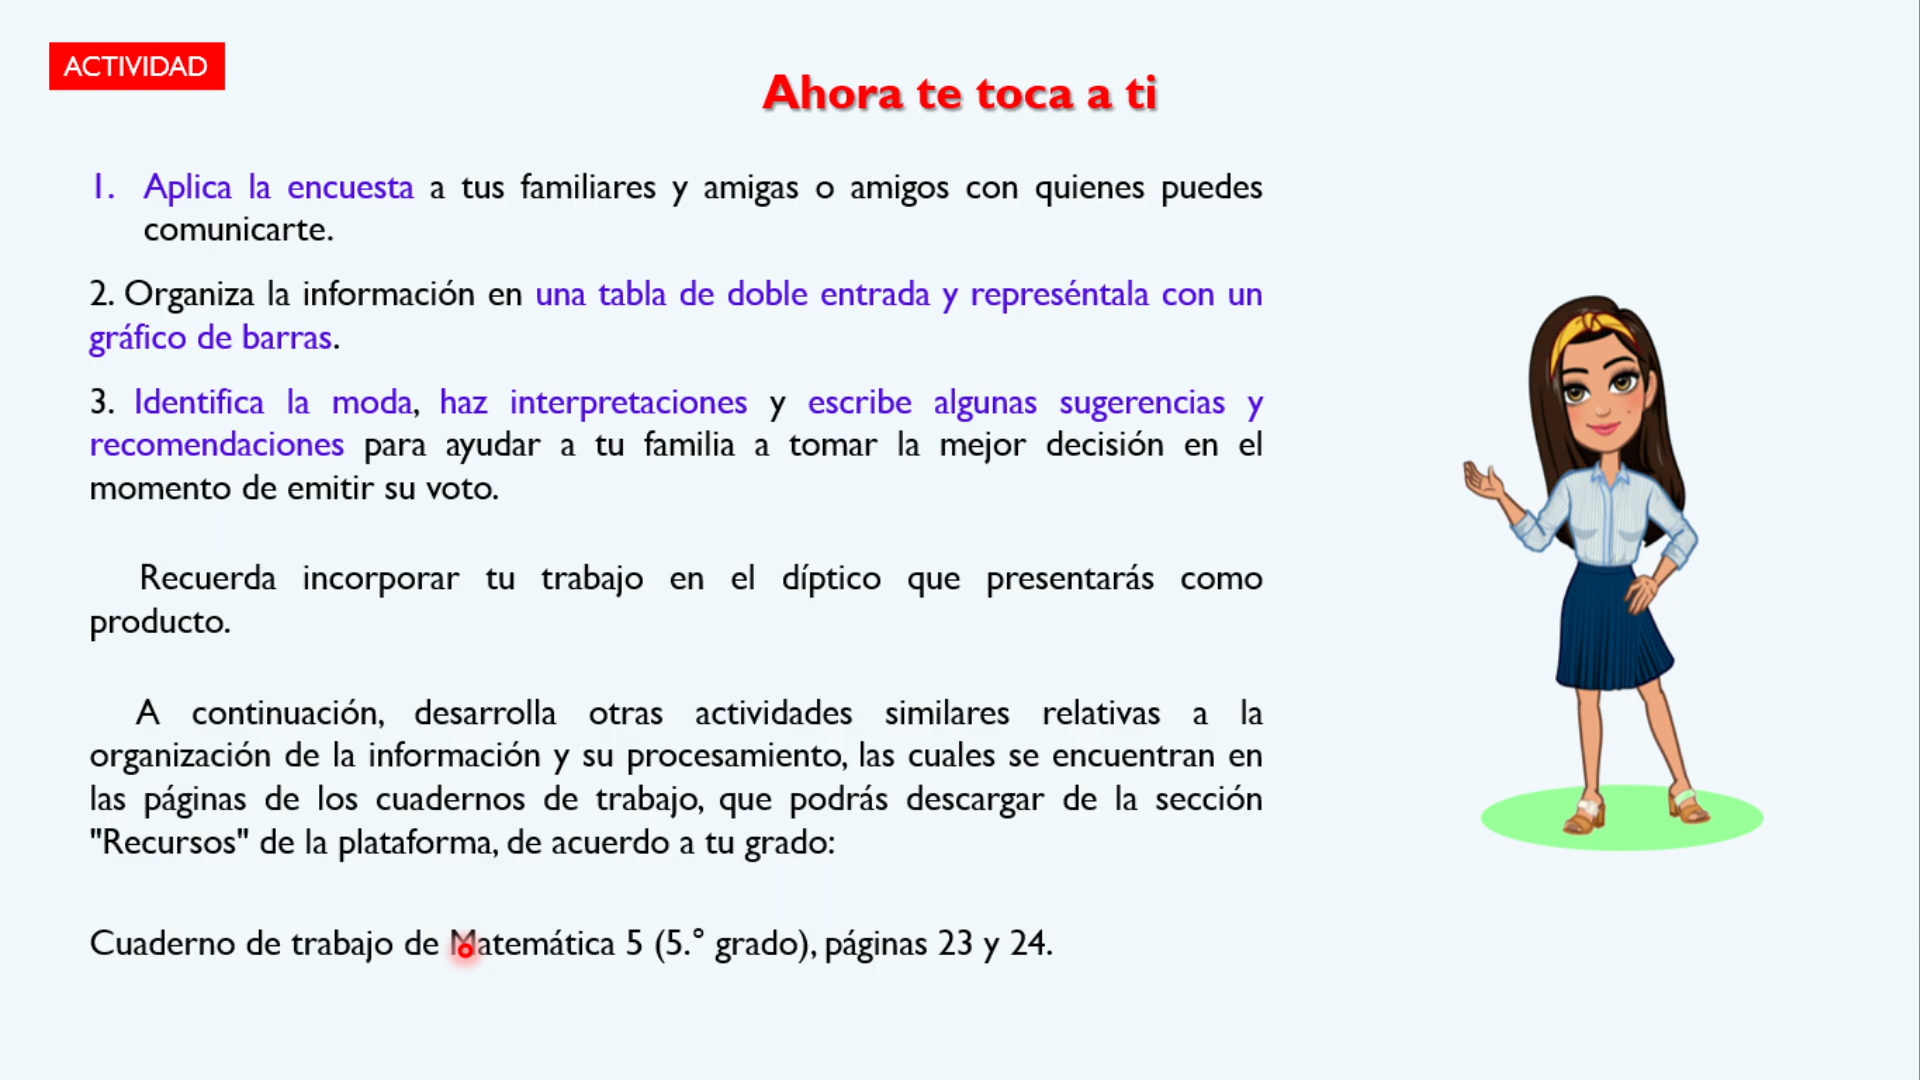 ACTIVIDAD
Ahora te toca a ti
1. Aplica la encuesta a tus familiares y amigas o amigos con quienes puedes
comunicarte.
2. Organiza la información en una tabla de doble entrada y represéntala con un
gráfico de barras.
3. Identifica la moda, haz interpretaciones y escribe algunas sugerencias y
recomendaciones para ayudar a tu familia a tomar la mejor decisión en el
momento de emitir su voto.
Recuerda incorporar tu trabajo en el díptico que presentarás como
producto.
A continuación, desarrolla otras actividades similares relativas a la
organización de la información y su procesamiento, las cuales se encuentran en
las páginas de los cuadernos de trabajo, que podrás descargar de la sección
"Recursos" de la plataforma, de acuerdo a tu grado:
Cuaderno de trabajo de Matemática 5 (5.° grado), páginas 23 y 24.